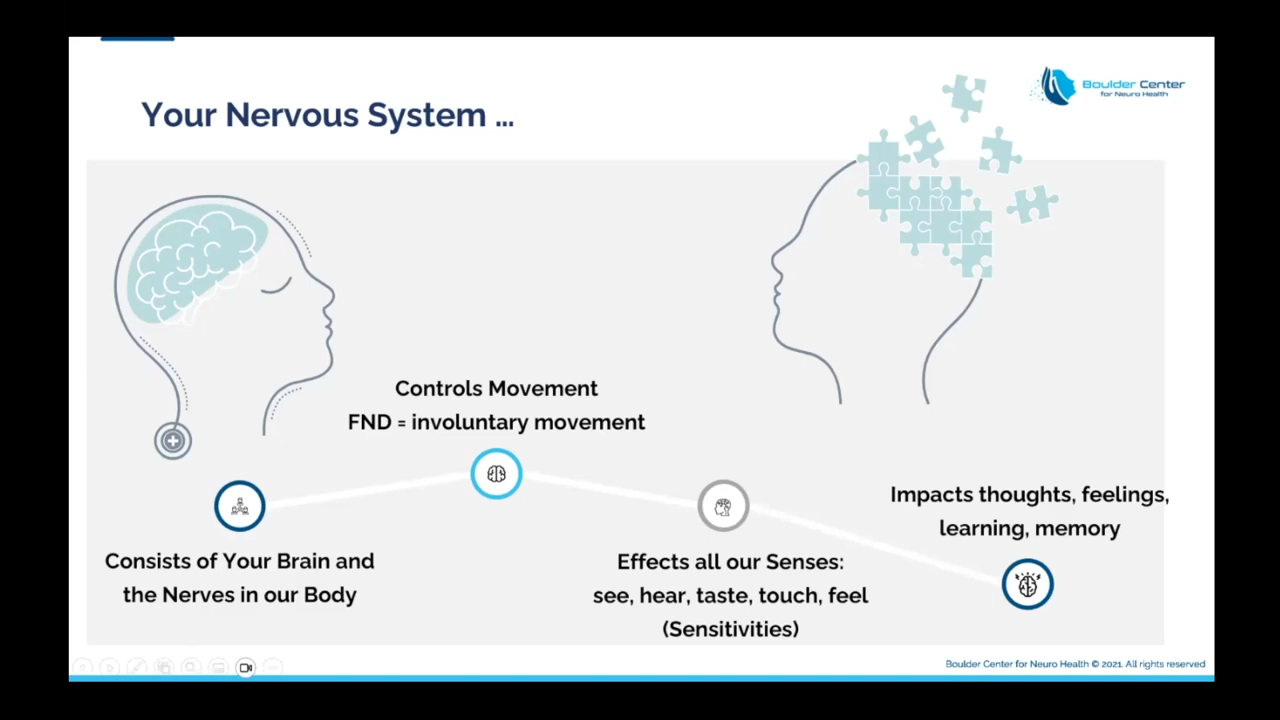 Your Nervous System ...
Boulder Center
for Neuro Health
Controls Movement
FND = involuntary movement
Consists of Your Brain and
the Nerves in our Body
Effects all our Senses:
see, hear, taste, touch, feel
(Sensitivities)
Impacts thoughts, feelings,
learning, memory
Boulder Center for Neuro Health © 2021. All rights reserved